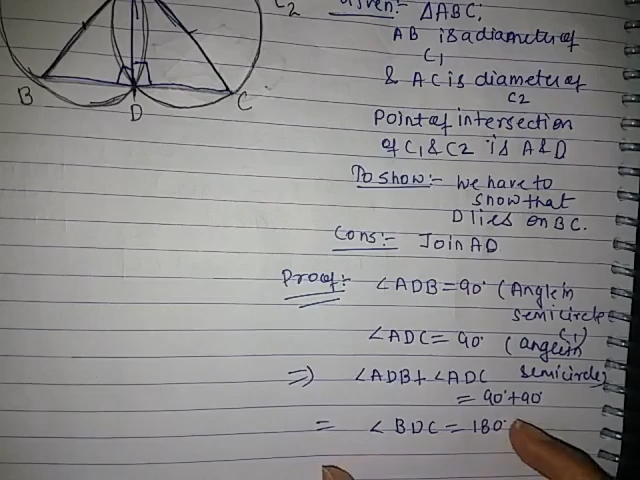 C2
Given:- ΔABC,
AB is a diameter of
C1
& AC is diameter of
C2
Point of intersection
of C1 & C2 is A & D
To show:- we have to
show that
D lies on BC.
Cons:- Join AD
Proof:- ∠ADB = 90° (Angle in
semicircle
C1)
∠ADC = 90° (angle in
semicircle)
⇒ ∠ADB + ∠ADC
= 90° + 90°
= ∠BDC = 180°
B
D
C